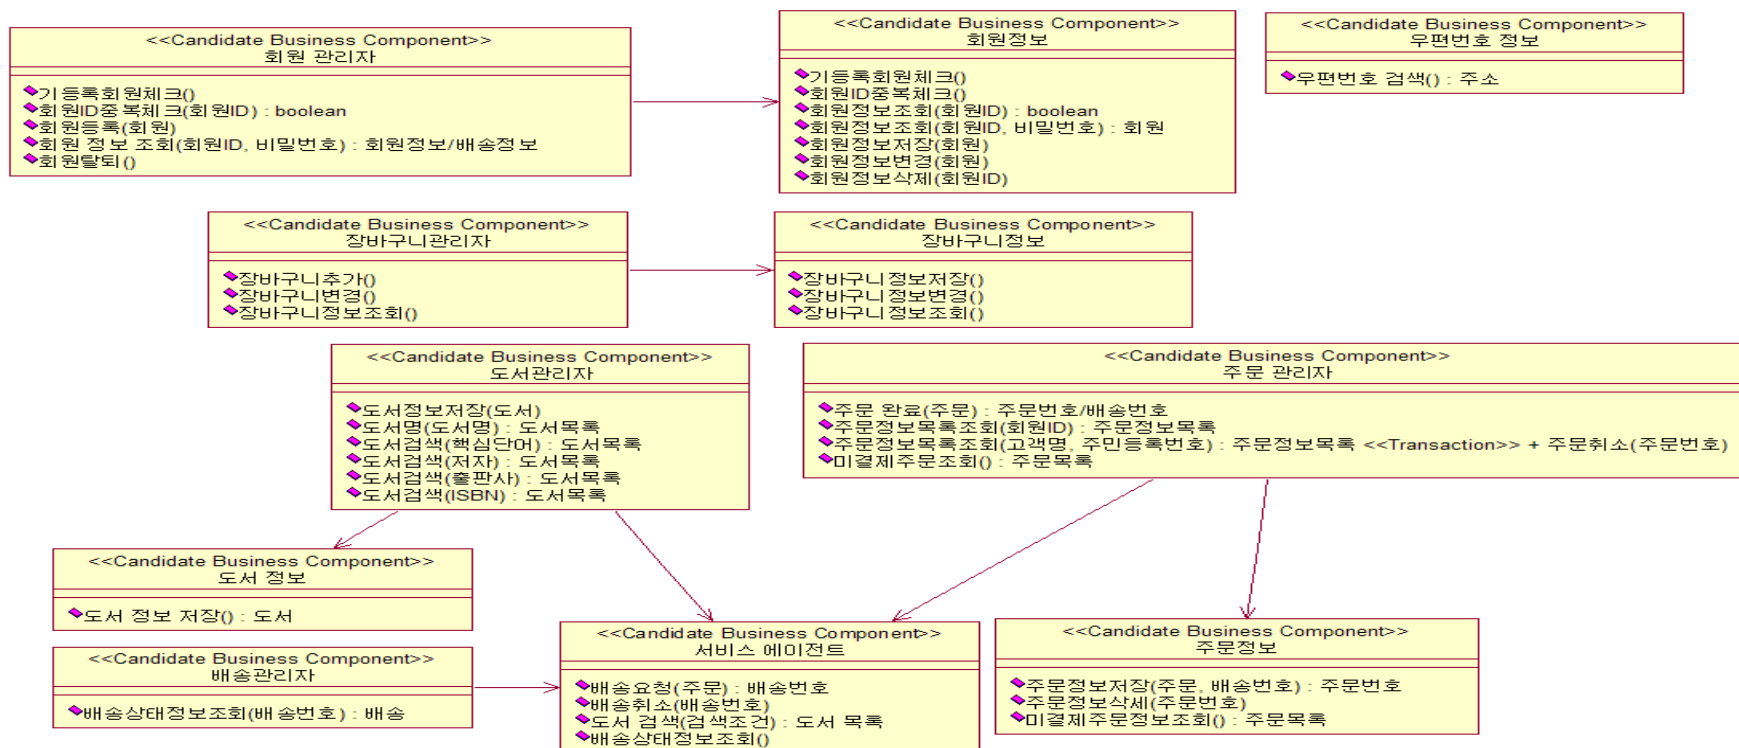 <<Candidate Business Component>>
회원 관리자
기등록회원체크()
회원ID중복체크(회원ID) : boolean
회원등록(회원)
회원 정보 조회(회원ID, 비밀번호) : 회원정보/배송정보
회원탈퇴()
<<Candidate Business Component>>
회원정보
기등록회원체크()
회원ID중복체크()
회원정보조회(회원ID) : boolean
회원정보조회(회원ID, 비밀번호) : 회원
회원정보저장(회원)
회원정보변경(회원)
회원정보삭제(회원ID)
<<Candidate Business Component>>
우편번호 정보
우편번호 검색() : 주소
<<Candidate Business Component>>
장바구니관리자
장바구니추가()
장바구니변경()
장바구니정보조회()
<<Candidate Business Component>>
장바구니정보
장바구니정보저장()
장바구니정보변경()
장바구니정보조회()
<<Candidate Business Component>>
도서관리자
도서정보저장(도서)
도서명(도서명) : 도서목록
도서검색(핵심단어) : 도서목록
도서검색(저자) : 도서목록
도서검색(출판사) : 도서목록
도서검색(ISBN) : 도서목록
<<Candidate Business Component>>
주문 관리자
주문 완료(주문) : 주문번호/배송번호
주문정보목록조회(회원ID) : 주문정보목록
주문정보목록조회(고객명, 주민등록번호) : 주문정보목록 <<Transaction>> + 주문취소(주문번호)
미결제주문조회() : 주문목록
<<Candidate Business Component>>
도서 정보
도서 정보 저장() : 도서
<<Candidate Business Component>>
배송관리자
배송상태정보조회(배송번호) : 배송
<<Candidate Business Component>>
서비스 에이전트
배송요청(주문) : 배송번호
배송취소(배송번호)
도서 검색(검색조건) : 도서 목록
배송상태정보조회()
<<Candidate Business Component>>
주문정보
주문정보저장(주문, 배송번호) : 주문번호
주문정보삭제(주문번호)
미결제주문정보조회() : 주문목록